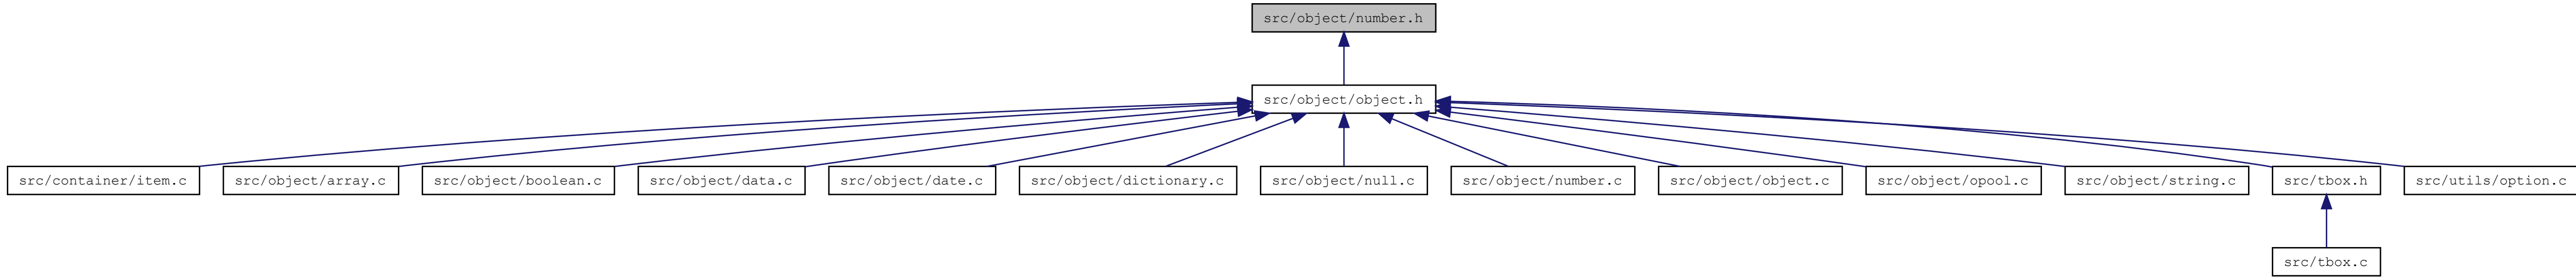 src/object/number.h
src/object/object.h
src/container/item.c
src/object/array.c
src/object/boolean.c
src/object/data.c
src/object/date.c
src/object/dictionary.c
src/object/null.c
src/object/number.c
src/object/object.c
src/object/opool.c
src/object/string.c
src/tbox.h
src/utils/option.c
src/tbox.c